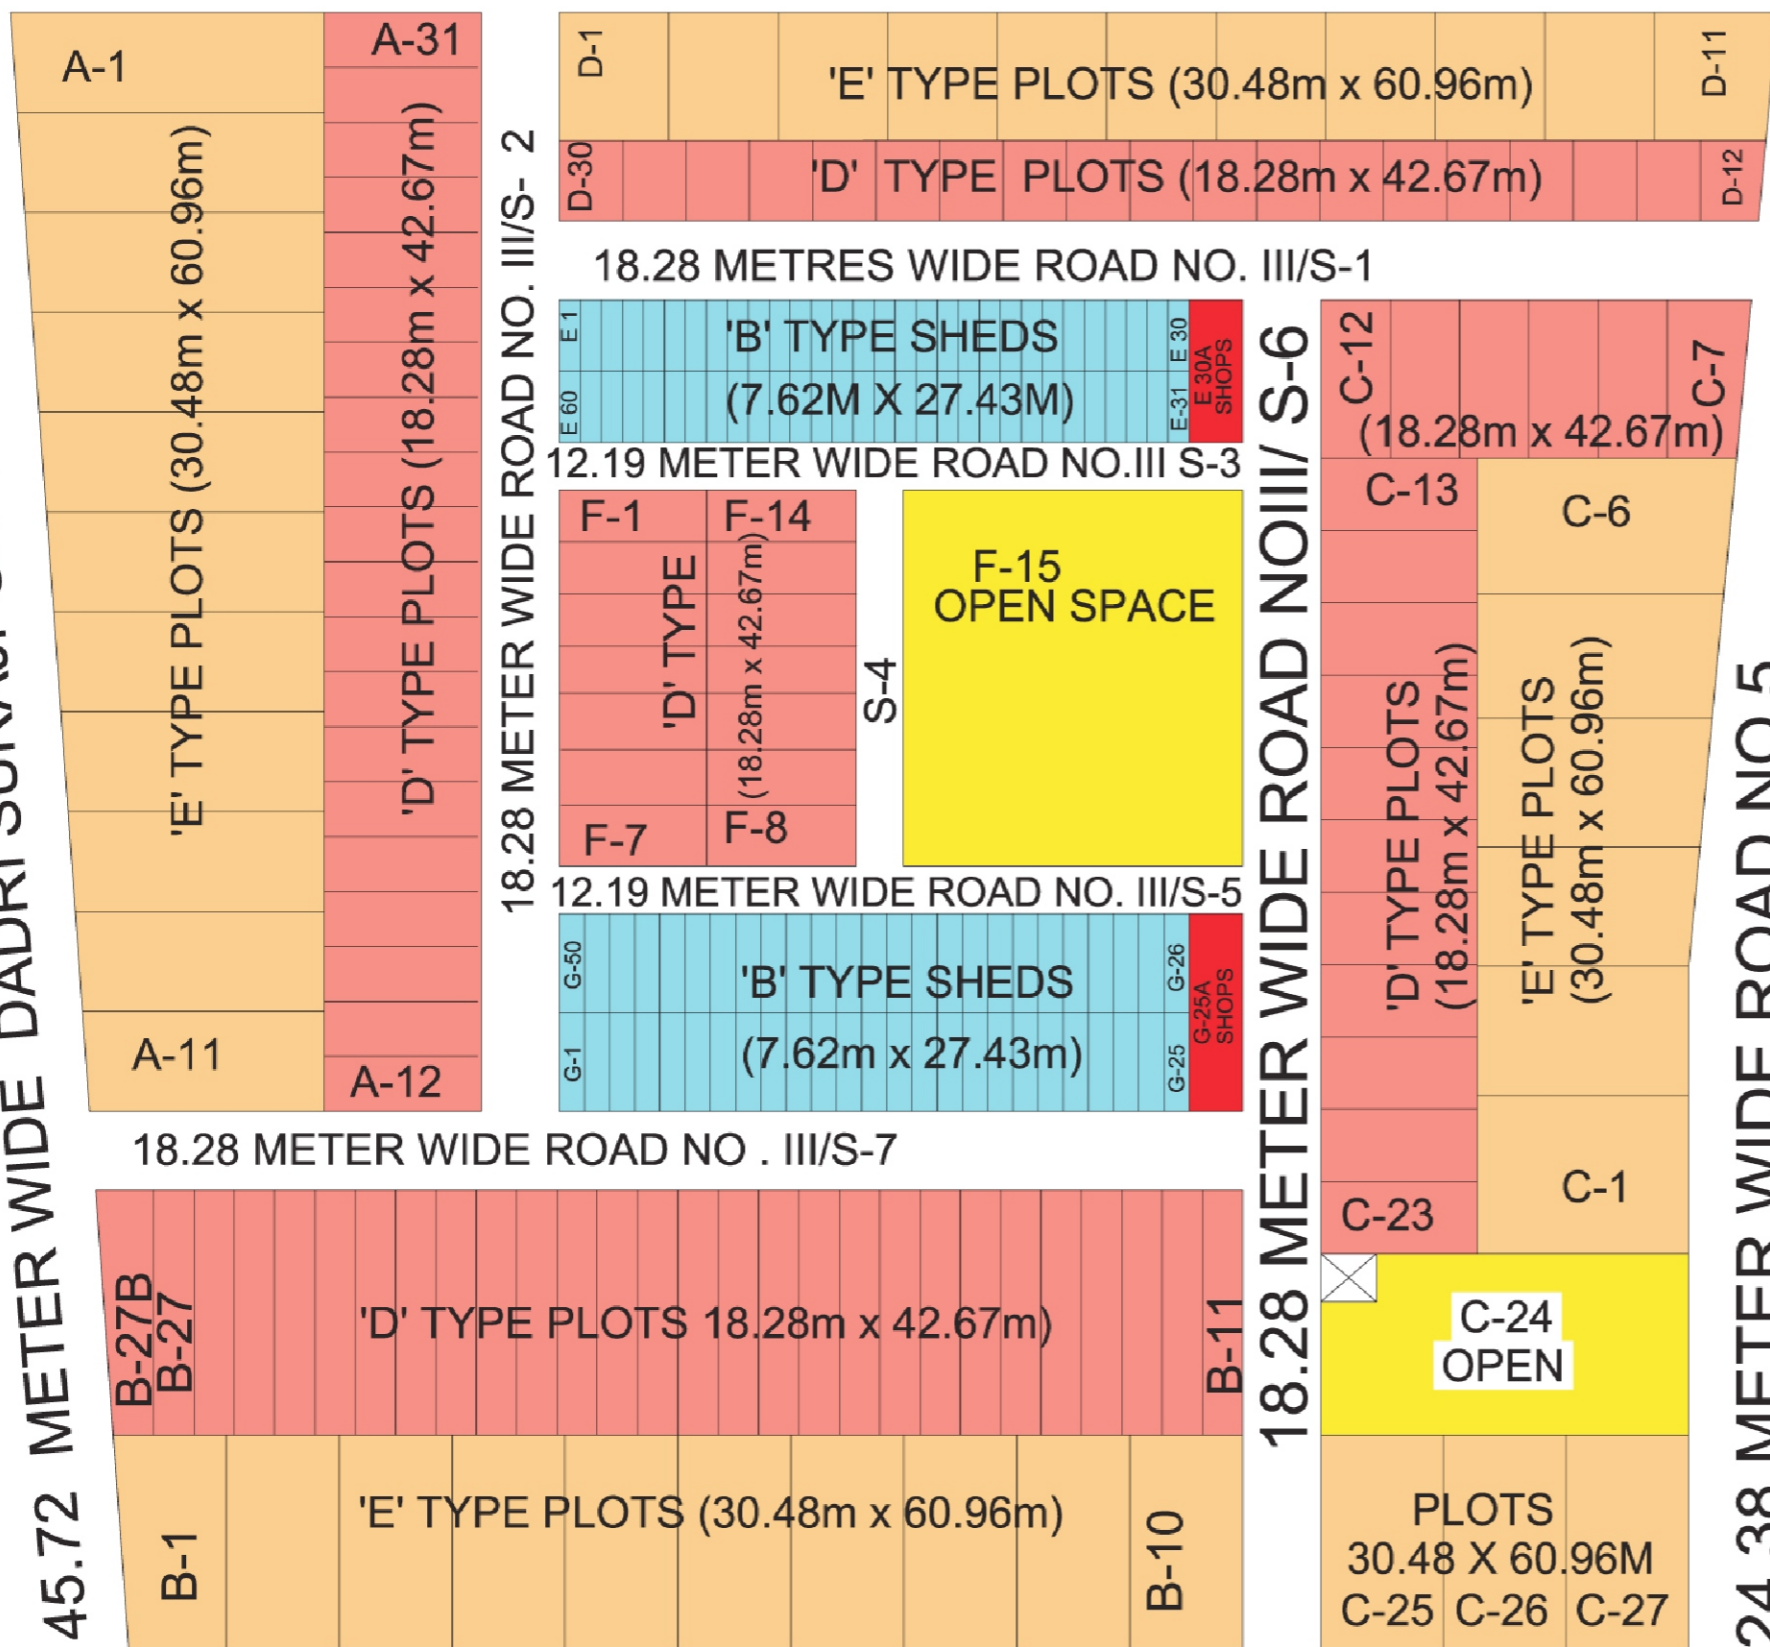 A-1
A-31
'E' TYPE PLOTS (30.48m x 60.96m)
'D' TYPE PLOTS (18.28m x 42.67m)
A-11
A-12
45.72 METER WIDE DADRI
18.28 METER WIDE ROAD NO. III/S- 2
D-1
'E' TYPE PLOTS (30.48m x 60.96m)
D-11
D-30
'D' TYPE PLOTS (18.28m x 42.67m)
D-12
18.28 METRES WIDE ROAD NO. III/S-1
E 1
'B' TYPE SHEDS
E 30
E 60
(7.62M X 27.43M)
E-31
E 30A
SHOPS
12.19 METER WIDE ROAD NO.III S-3
F-1
F-14
'D' TYPE
(18.28m x 42.67m)
F-7
F-8
S-4
F-15
OPEN SPACE
12.19 METER WIDE ROAD NO. III/S-5
G-50
'B' TYPE SHEDS
G-26
G-1
(7.62m x 27.43m)
G-25
G-25A
SHOPS
18.28 METER WIDE ROAD NO . III/S-7
18.28 METER WIDE ROAD NOIII/ S-6
C-12
C-7
(18.28m x 42.67m)
C-13
C-6
'D' TYPE PLOTS
(18.28m x 42.67m)
'E' TYPE PLOTS
(30.48m x 60.96m)
C-23
C-1
C-24
OPEN
PLOTS
30.48 X 60.96M
C-25 C-26 C-27
24.38 METER WIDE ROAD NO 5
B-27B
B-27
'D' TYPE PLOTS 18.28m x 42.67m)
B-11
B-1
'E' TYPE PLOTS (30.48m x 60.96m)
B-10